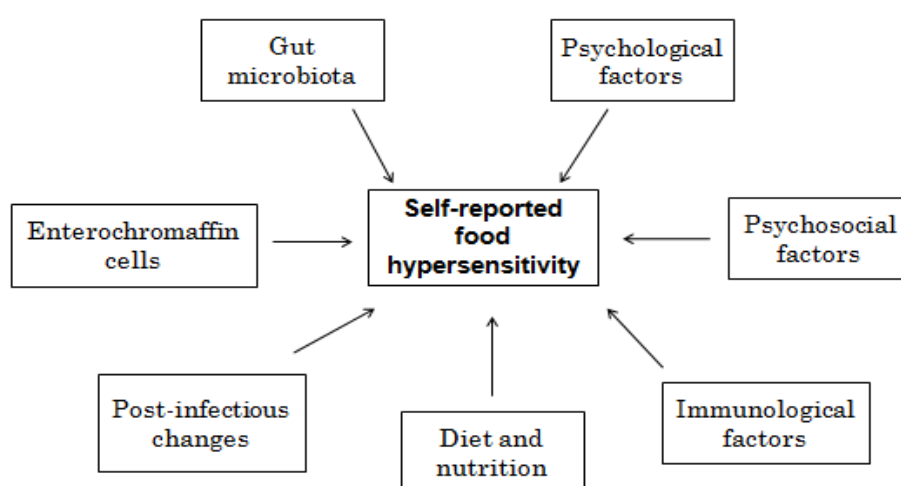 Gut
microbiota
Psychological
factors
Enterochromaffin
cells
Self-reported
food
hypersensitivity
Psychosocial
factors
Post-infectious
changes
Diet and
nutrition
Immunological
factors